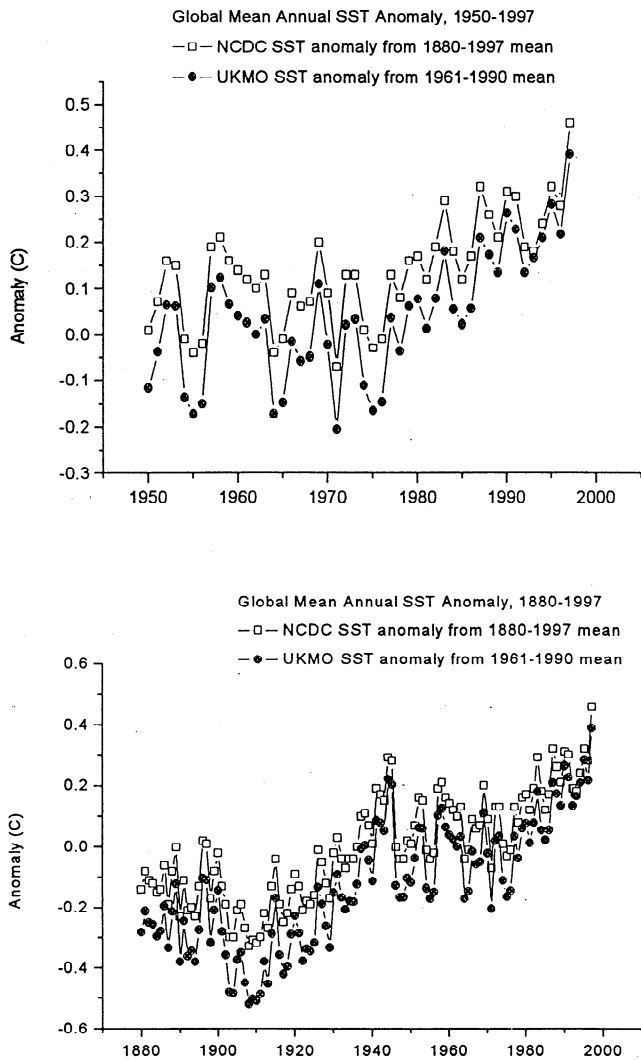 Global Mean Annual SST Anomaly, 1950-1997
NCDC SST anomaly from 1880-1997 mean
UKMO SST anomaly from 1961-1990 mean
0.5
0.4
0.3
0.2
0.1
0.0
-0.1
-0.2
-0.3
Anomaly (C)
1950 1960 1970 1980 1990 2000
Global Mean Annual SST Anomaly, 1880-1997
NCDC SST anomaly from 1880-1997 mean
UKMO SST anomaly from 1961-1990 mean
0.6
0.4
0.2
0.0
-0.2
-0.4
-0.6
Anomaly (C)
1880 1900 1920 1940 1960 1980 2000